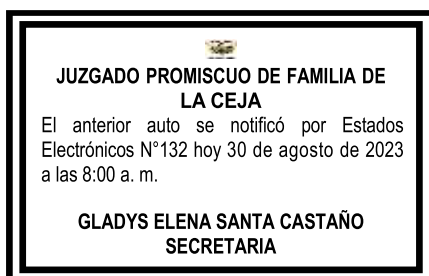 JUZGADO PROMISCUO DE FAMILIA DE
LA CEJA
El anterior auto se notificó por Estados
Electrónicos N°132 hoy 30 de agosto de 2023
a las 8:00 a. m.
GLADYS ELENA SANTA CASTAÑO
SECRETARIA